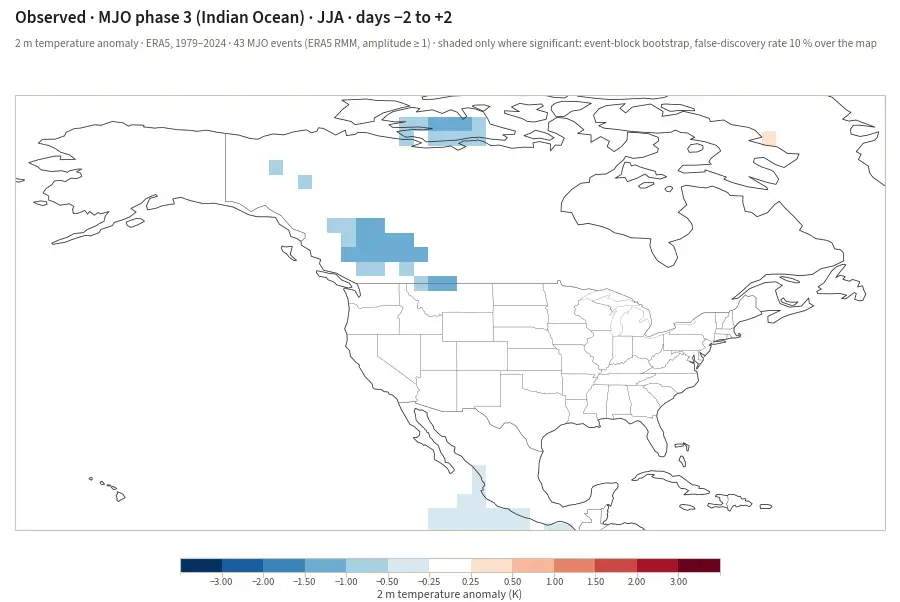 Observed · MJO phase 3 (Indian Ocean) · JJA · days −2 to +2
2 m temperature anomaly · ERA5, 1979–2024 · 43 MJO events (ERA5 RMM, amplitude ≥ 1) · shaded only where significant: event-block bootstrap, false-discovery rate 10 % over the map
−3.00 −2.00 −1.50 −1.00 −0.50 −0.25 0.25 0.50 1.00 1.50 2.00 3.00
2 m temperature anomaly (K)